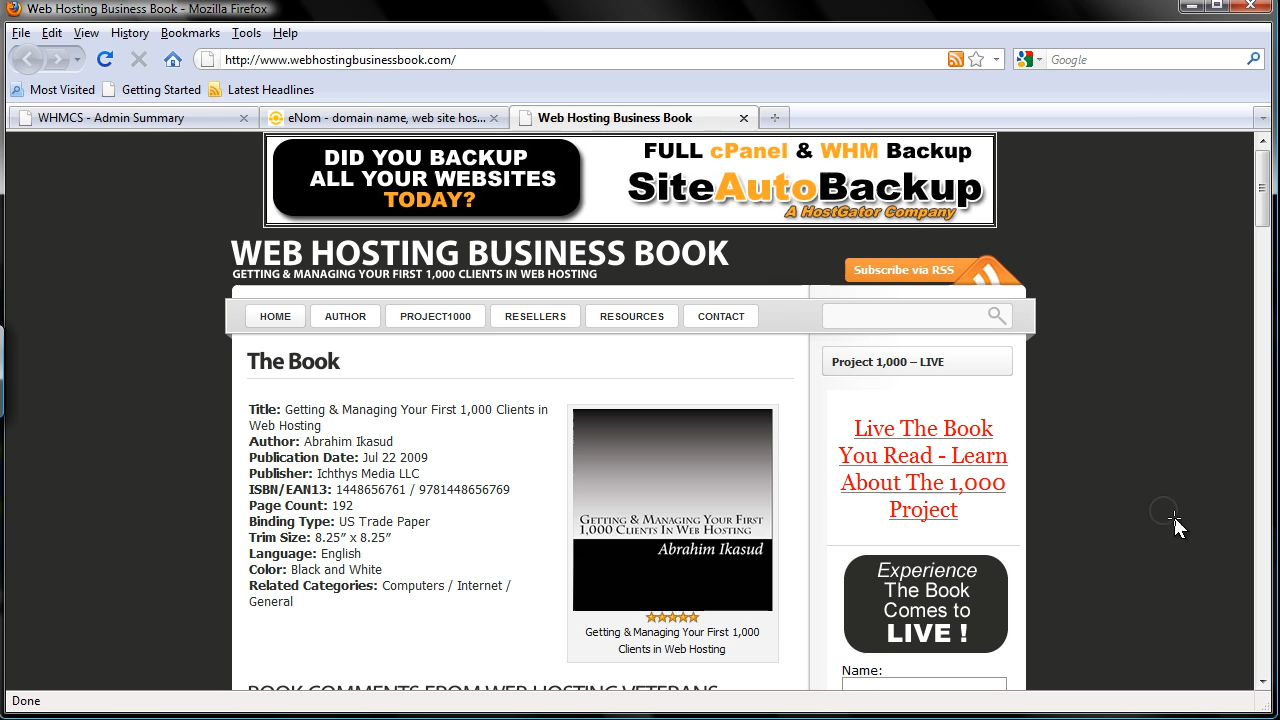 Web Hosting Business Book - Mozilla Firefox
File Edit View History Bookmarks Tools Help
http://www.webhostingbusinessbook.com/
Google
Most Visited Getting Started Latest Headlines
WHMCS - Admin Summary
eNom - domain name, web site hos...
Web Hosting Business Book
DID YOU BACKUP
ALL YOUR WEBSITES
TODAY?
FULL cPanel & WHM Backup
SiteAutoBackup
A HostGator Company
WEB HOSTING BUSINESS BOOK
GETTING & MANAGING YOUR FIRST 1,000 CLIENTS IN WEB HOSTING
Subscribe via RSS
HOME AUTHOR PROJECT1000 RESELLERS RESOURCES CONTACT
The Book
Title: Getting & Managing Your First 1,000 Clients in
Web Hosting
Author: Abrahim Ikasud
Publication Date: Jul 22 2009
Publisher: Ichthys Media LLC
ISBN/EAN13: 1448656761 / 9781448656769
Page Count: 192
Binding Type: US Trade Paper
Trim Size: 8.25” x 8.25”
Language: English
Color: Black and White
Related Categories: Computers / Internet /
General
Getting & Managing Your First
1,000 Clients In Web Hosting
Abrahim Ikasud
Getting & Managing Your First 1,000
Clients in Web Hosting
BOOK COMMENTS FROM WEB HOSTING VETERANS
Project 1,000 – LIVE
Live The Book
You Read - Learn
About The 1,000
Project
Experience
The Book
Comes to
LIVE !
Name:
Done